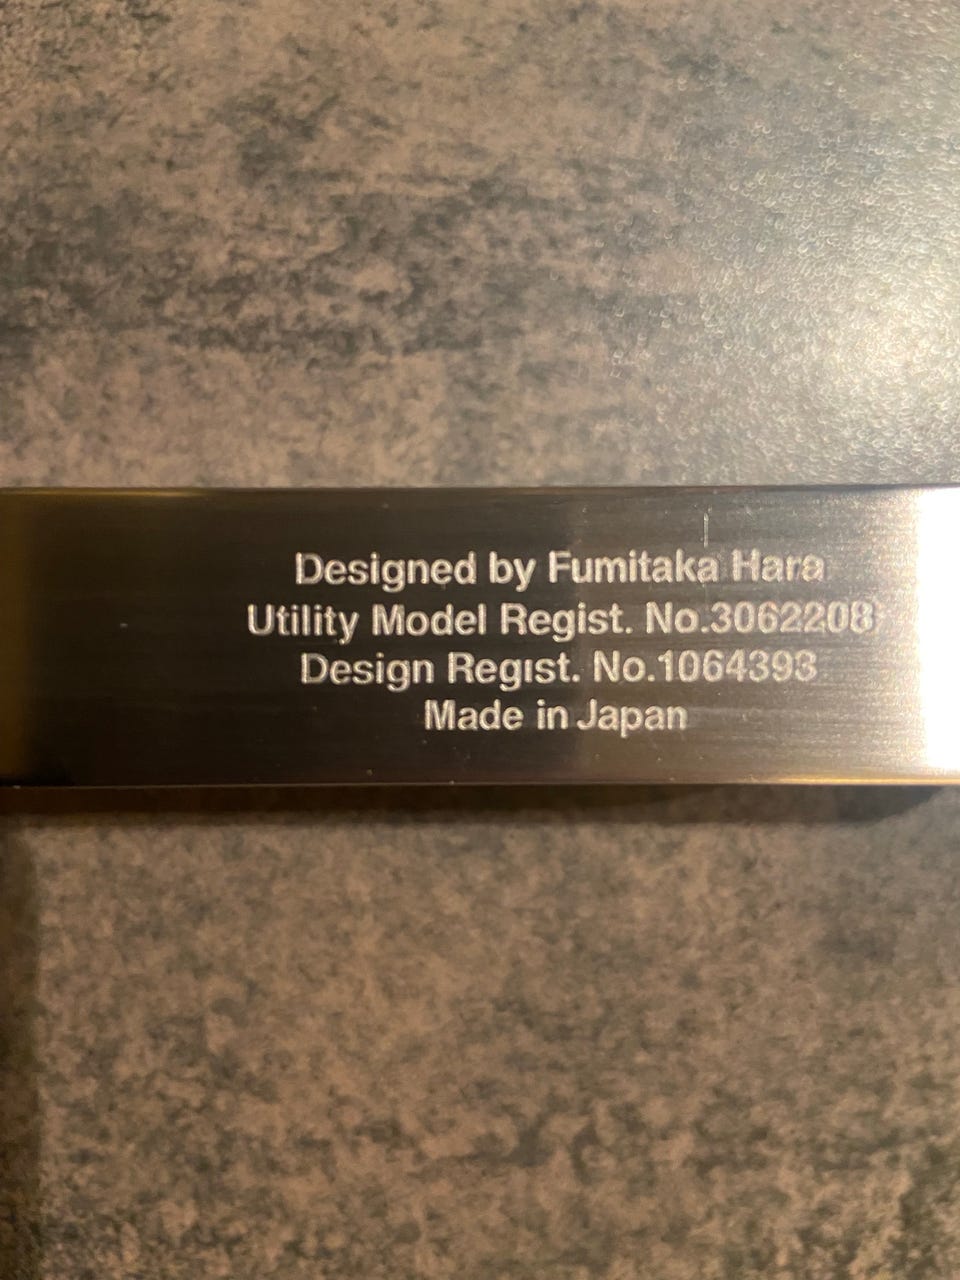 Designed by Fumitaka Hara
Utility Model Regist. No.3062208
Design Regist. No.1064393
Made in Japan